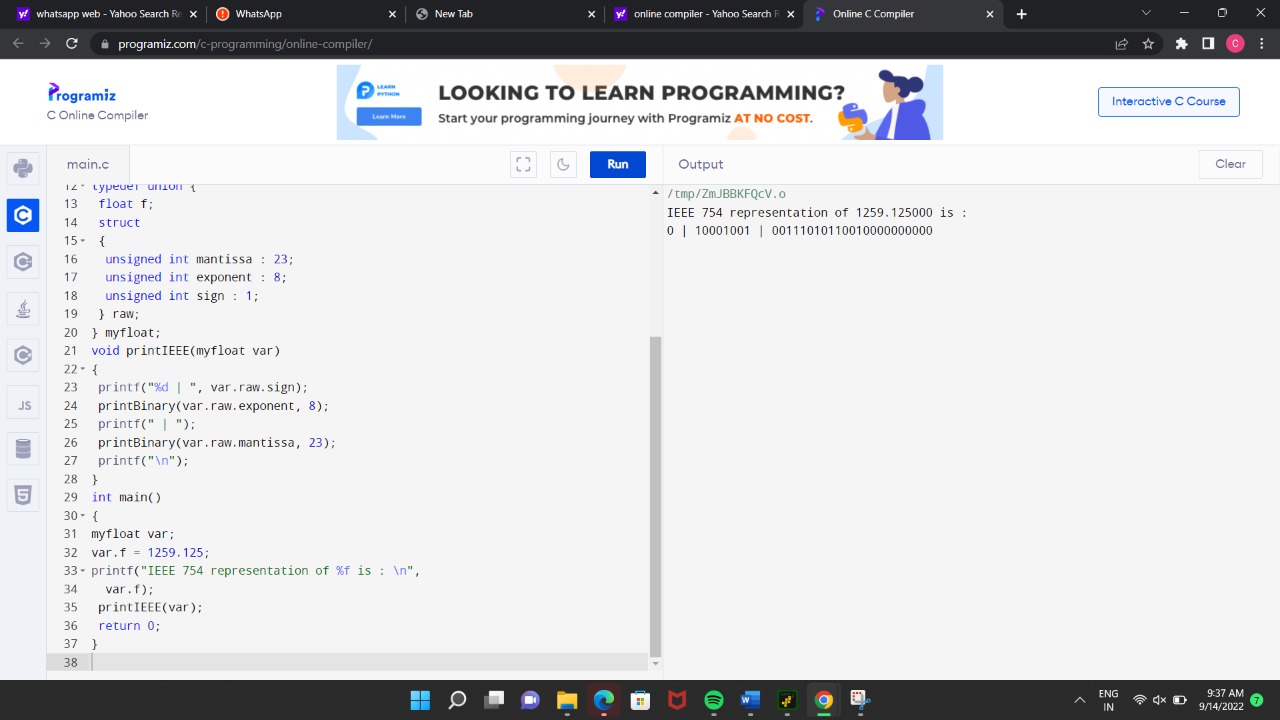 whatsapp web - Yahoo Search Re
WhatsApp
New Tab
online compiler - Yahoo Search R
Online C Compiler
programiz.com/c-programming/online-compiler/
C
Programiz
C Online Compiler
LEARN
PYTHON
Learn More
LOOKING TO LEARN PROGRAMMING?
Start your programming journey with Programiz AT NO COST.
Interactive C Course
main.c
Run
Output
Clear
12 typedef union {
13 float f;
14 struct
15 {
16 unsigned int mantissa : 23;
17 unsigned int exponent : 8;
18 unsigned int sign : 1;
19 } raw;
20 } myfloat;
21 void printIEEE(myfloat var)
22 {
23 printf("%d | ", var.raw.sign);
24 printBinary(var.raw.exponent, 8);
25 printf(" | ");
26 printBinary(var.raw.mantissa, 23);
27 printf("\n");
28 }
29 int main()
30 {
31 myfloat var;
32 var.f = 1259.125;
33 printf("IEEE 754 representation of %f is : \n",
34 var.f);
35 printIEEE(var);
36 return 0;
37 }
38
/tmp/ZmJBBKFQcV.o
IEEE 754 representation of 1259.125000 is :
0 | 10001001 | 00111010110010000000000
JS
ENG
IN
9:37 AM
9/14/2022
7